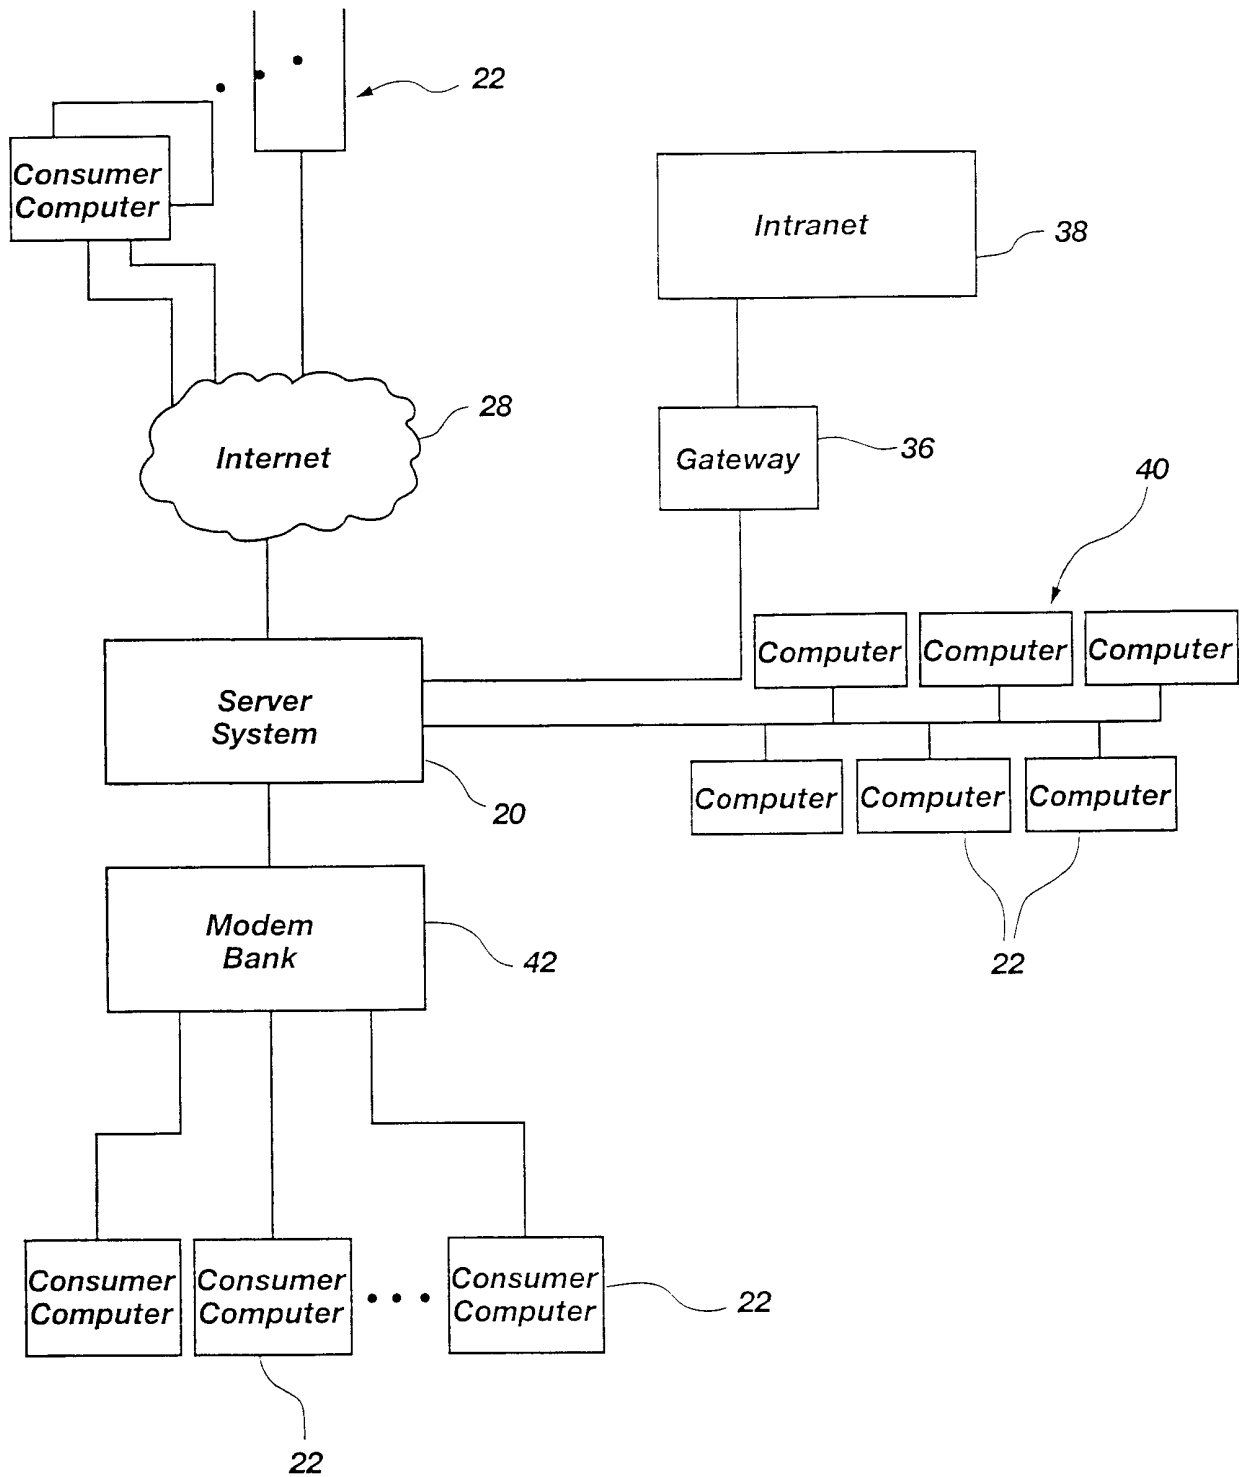 22
Consumer
Computer
Intranet
38
28
Internet
Gateway
36
40
Computer
Computer
Computer
Server
System
20
Computer
Computer
Computer
Modem
Bank
42
22
Consumer
Computer
Consumer
Computer
Consumer
Computer
22
22